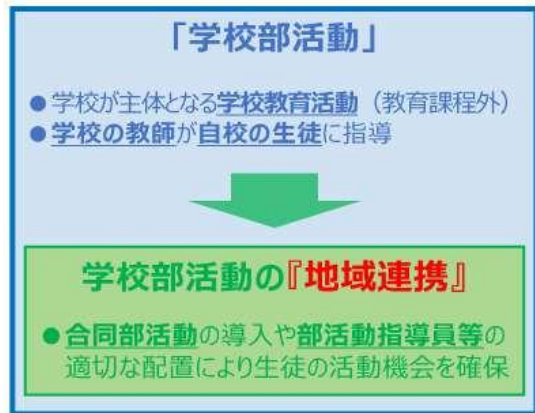 「学校部活動」
● 学校が主体となる学校教育活動（教育課程外）
● 学校の教師が自校の生徒に指導
学校部活動の『地域連携』
● 合同部活動の導入や部活動指導員等の
適切な配置により生徒の活動機会を確保